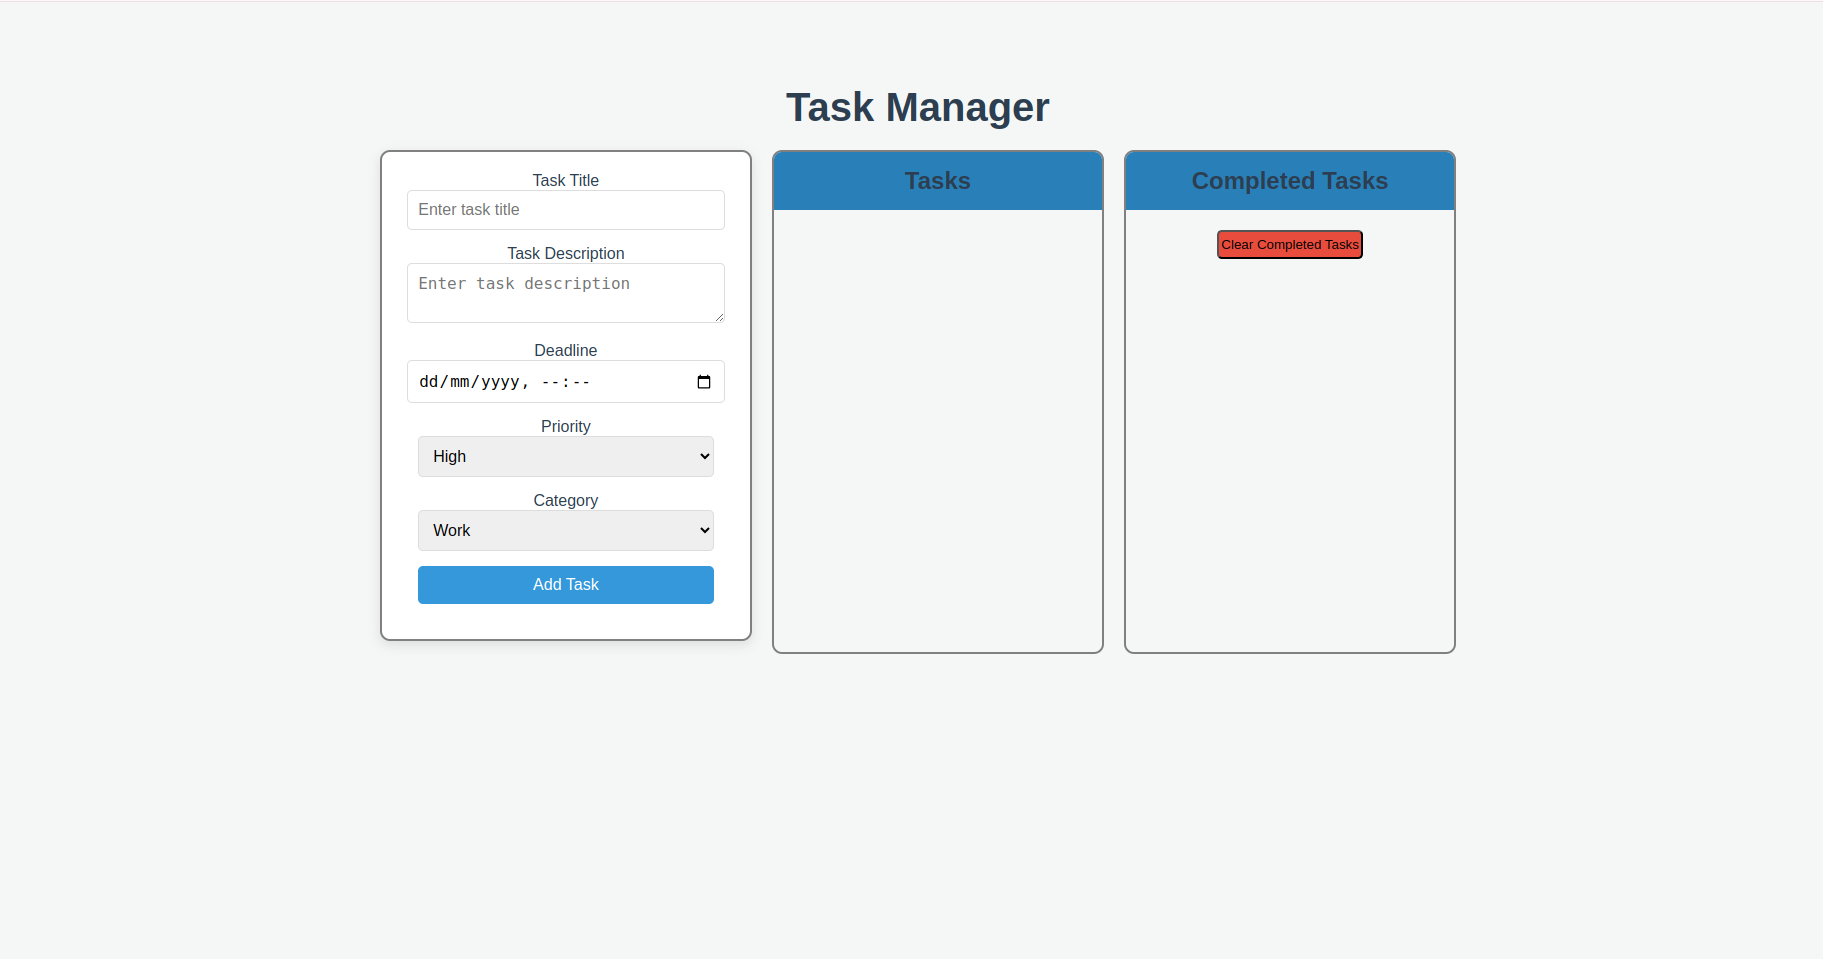 Task Manager
Task Title
Enter task title
Task Description
Enter task description
Deadline
dd/mm/yyyy, --:--
Priority
High
Category
Work
Add Task
Tasks
Completed Tasks
Clear Completed Tasks